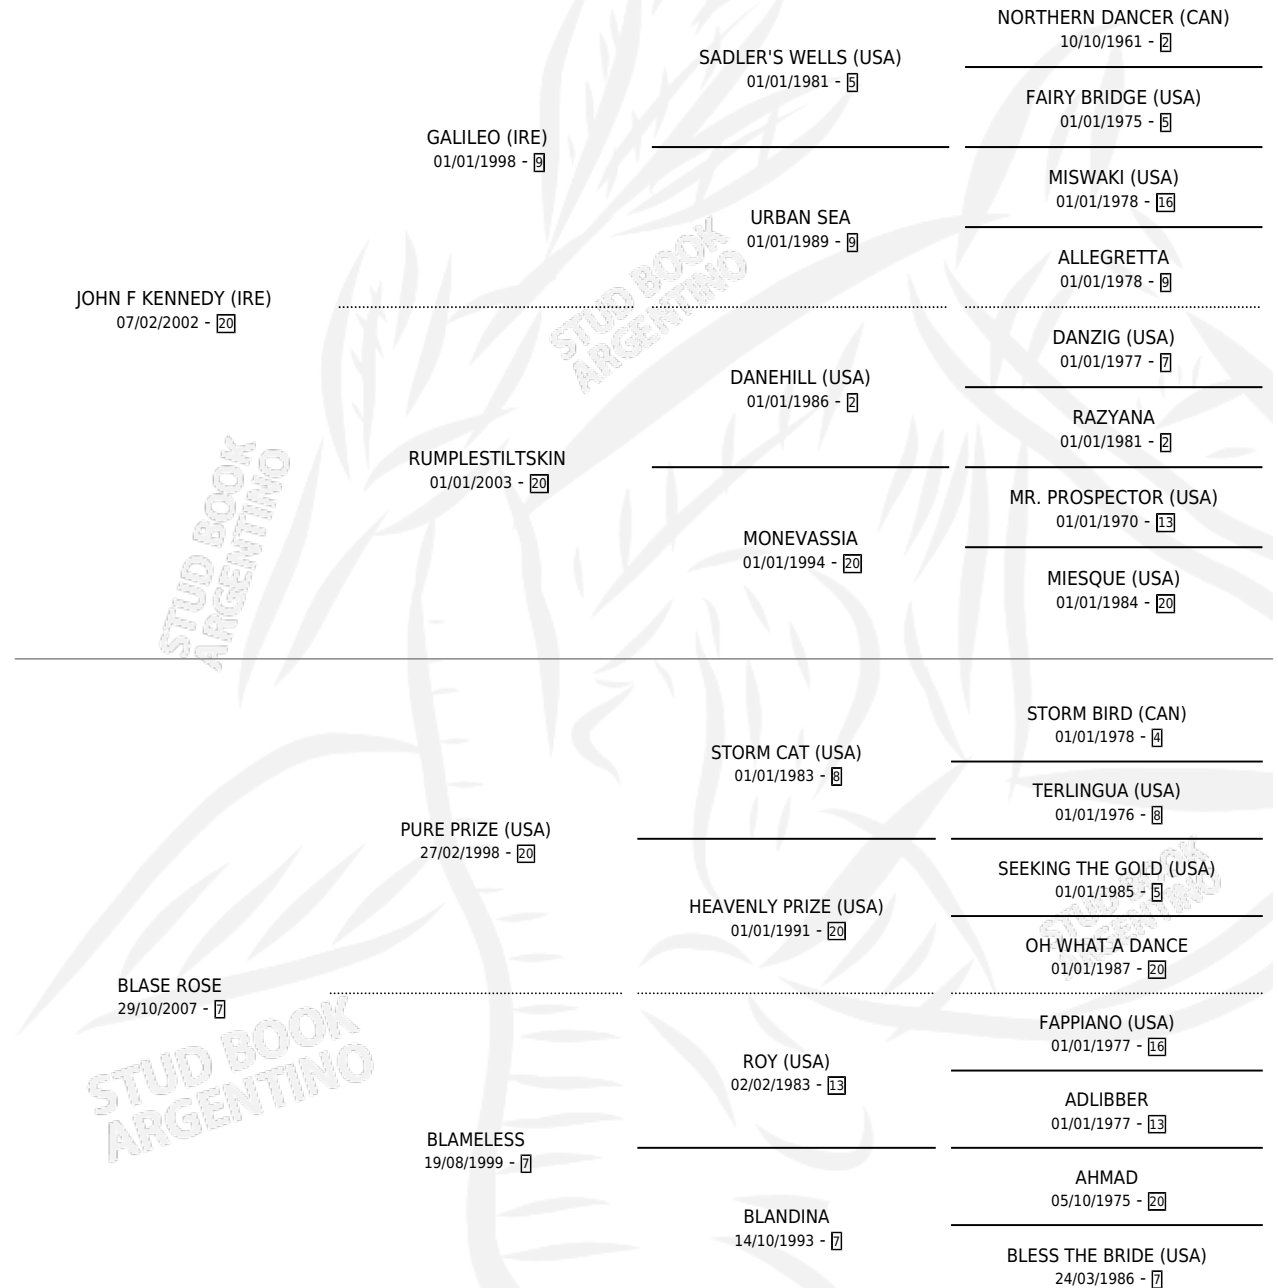 NORTHERN DANCER (CAN)
10/10/1961 - 2
SADLER'S WELLS (USA)
01/01/1981 - 5
FAIRY BRIDGE (USA)
01/01/1975 - 5
GALILEO (IRE)
01/01/1998 - 9
MISWAKI (USA)
01/01/1978 - 16
URBAN SEA
01/01/1989 - 9
ALLEGRETTA
01/01/1978 - 9
JOHN F KENNEDY (IRE)
07/02/2002 - 20
DANZIG (USA)
01/01/1977 - 7
DANEHILL (USA)
01/01/1986 - 2
RAZYANA
01/01/1981 - 2
RUMPLESTILTSKIN
01/01/2003 - 20
MR. PROSPECTOR (USA)
01/01/1970 - 13
MONEVASSIA
01/01/1994 - 20
MIESQUE (USA)
01/01/1984 - 20
STORM BIRD (CAN)
01/01/1978 - 4
STORM CAT (USA)
01/01/1983 - 8
TERLINGUA (USA)
01/01/1976 - 8
PURE PRIZE (USA)
27/02/1998 - 20
SEEKING THE GOLD (USA)
01/01/1985 - 5
HEAVENLY PRIZE (USA)
01/01/1991 - 20
OH WHAT A DANCE
01/01/1987 - 20
BLASE ROSE
29/10/2007 - 7
FAPPIANO (USA)
01/01/1977 - 16
ROY (USA)
02/02/1983 - 13
ADLIBBER
01/01/1977 - 13
BLAMELESS
19/08/1999 - 7
AHMAD
05/10/1975 - 20
BLANDINA
14/10/1993 - 7
BLESS THE BRIDE (USA)
24/03/1986 - 7
STUD BOOK
ARGENTINO
STUD BOOK
ARGENTINO
STUD BOOK
ARGENTINO
STUD BOOK
ARGENTINO